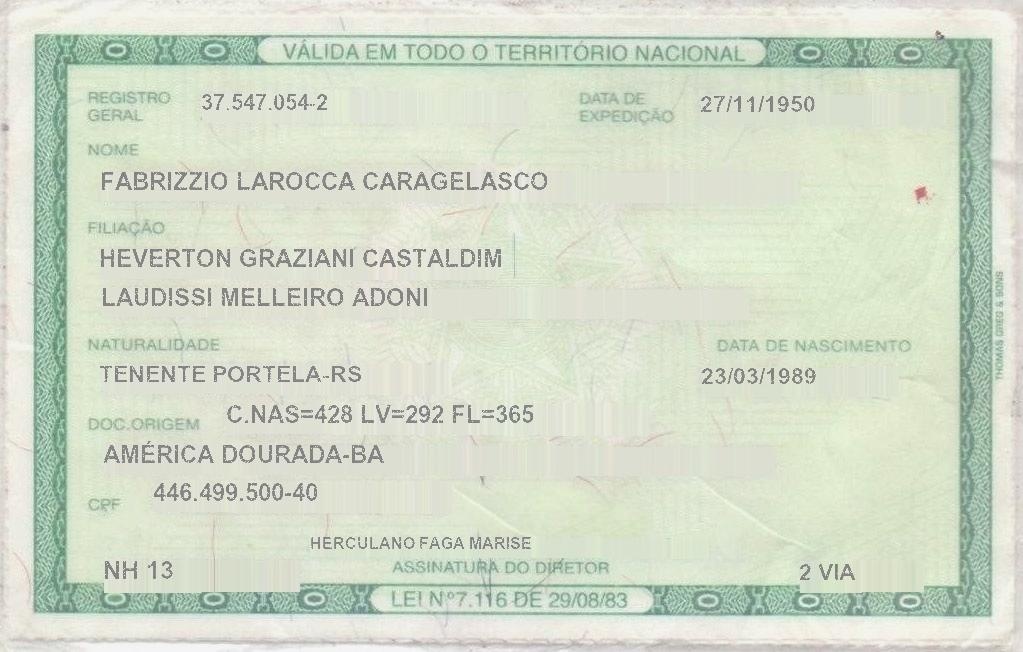 VÁLIDA EM TODO O TERRITÓRIO NACIONAL
REGISTRO GERAL 37.547.054-2 DATA DE EXPEDIÇÃO 27/11/1950
NOME
FABRIZZIO LAROCCA CARAGELASCO
FILIAÇÃO
HEVERTON GRAZIANI CASTALDIM
LAUDISSI MELLEIRO ADONI
NATURALIDADE DATA DE NASCIMENTO
TENENTE PORTELA-RS 23/03/1989
DOC.ORIGEM C.NAS=428 LV=292 FL=365
AMÉRICA DOURADA-BA
CPF 446.499.500-40
HERCULANO FAGA MARISE
NH 13 ASSINATURA DO DIRETOR 2 VIA
LEI Nº7.116 DE 29/08/83
THOMAS GREG & SONS